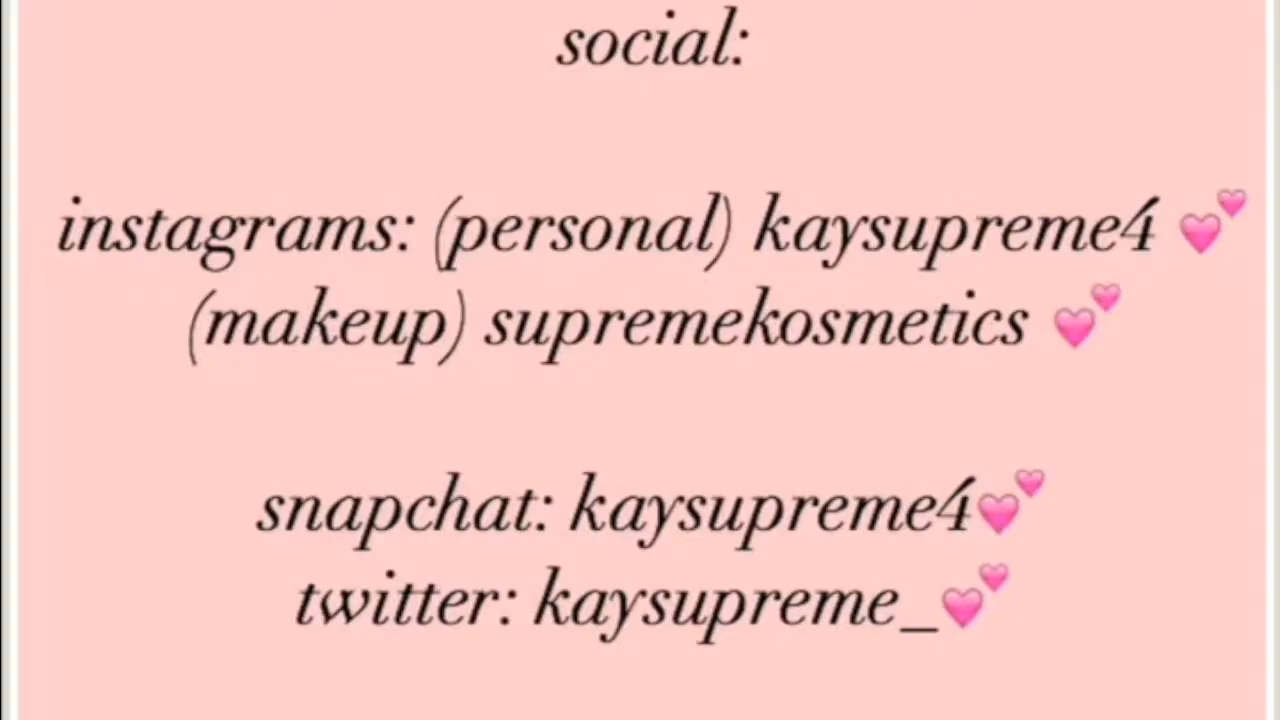 social:
instagrams: (personal) kaysupreme4 💕
(makeup) supremekosmetics 💕
snapchat: kaysupreme4💕
twitter: kaysupreme_💕